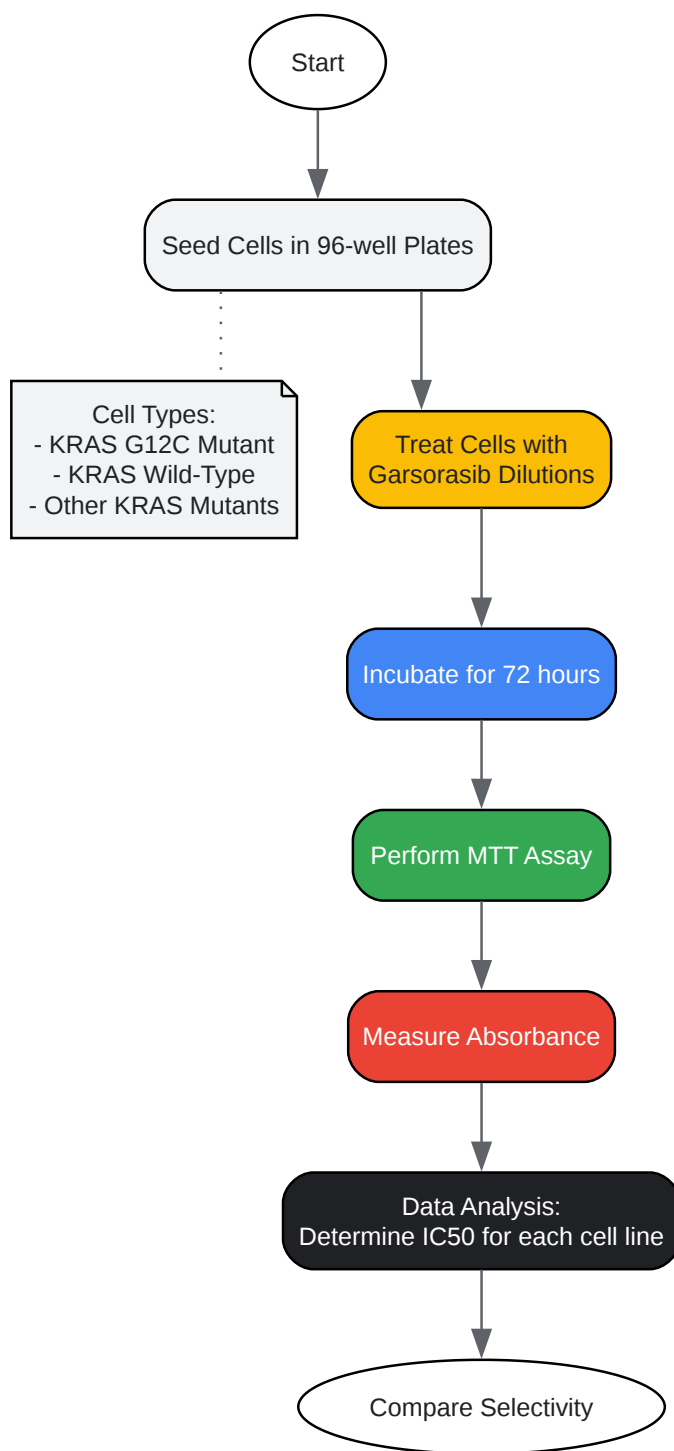 Start
Seed Cells in 96-well Plates
Cell Types:
- KRAS G12C Mutant
- KRAS Wild-Type
- Other KRAS Mutants
Treat Cells with
Garsorasib Dilutions
Incubate for 72 hours
Perform MTT Assay
Measure Absorbance
Data Analysis:
Determine IC50 for each cell line
Compare Selectivity